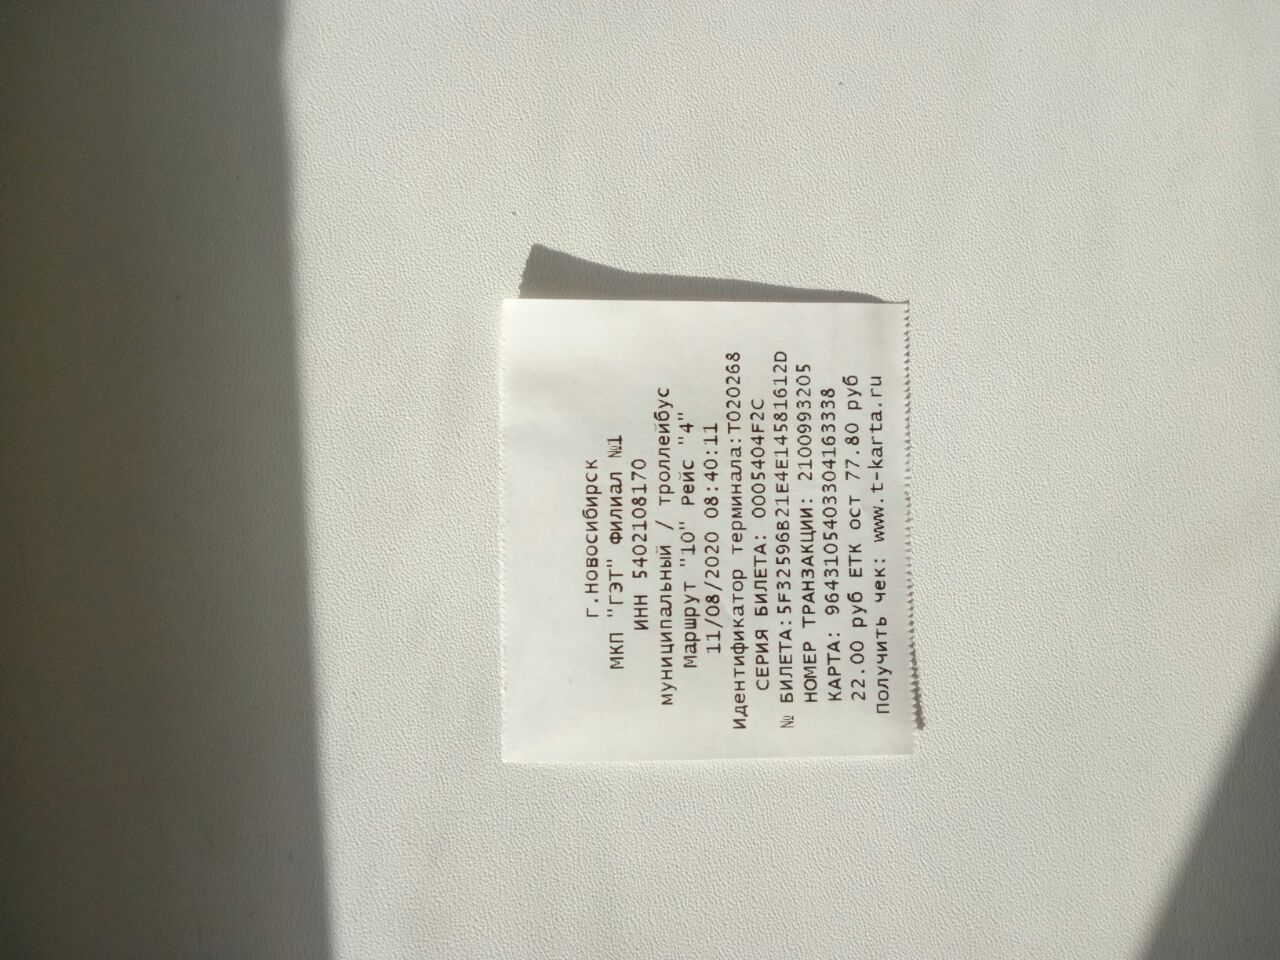 г.Новосибирск
МКП "ГЭТ" Филиал №1
ИНН 5402108170
муниципальный / троллейбус
Маршрут "10" Рейс "4"
11/08/2020 08:40:11
Идентификатор терминала:T020268
СЕРИЯ БИЛЕТА: 0005404F2C
№ БИЛЕТА:5F32596B21E4E14581612D
НОМЕР ТРАНЗАКЦИИ: 2100993205
КАРТА: 9643105403304163338
22.00 руб ЕТК ост 77.80 руб
Получить чек: www.t-karta.ru